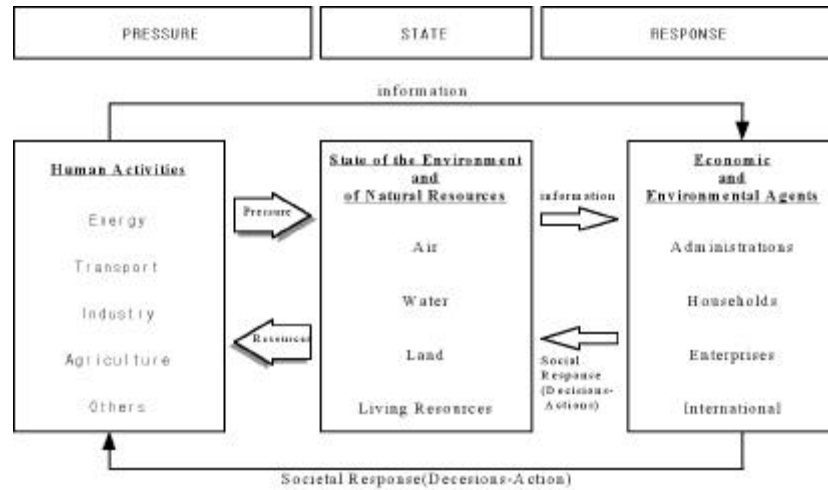 PRESSURE
STATE
RESPONSE
information
Human Activities
Energy
Transport
Industry
Agriculture
Others
Pressure
Resources
State of the Environment
and
of Natural Resources
Air
Water
Land
Living Resources
information
Social
Response
(Decisions-
Actions)
Economic
and
Environmental Agents
Administrations
Households
Enterprises
International
Societal Response(Decesions-Action)